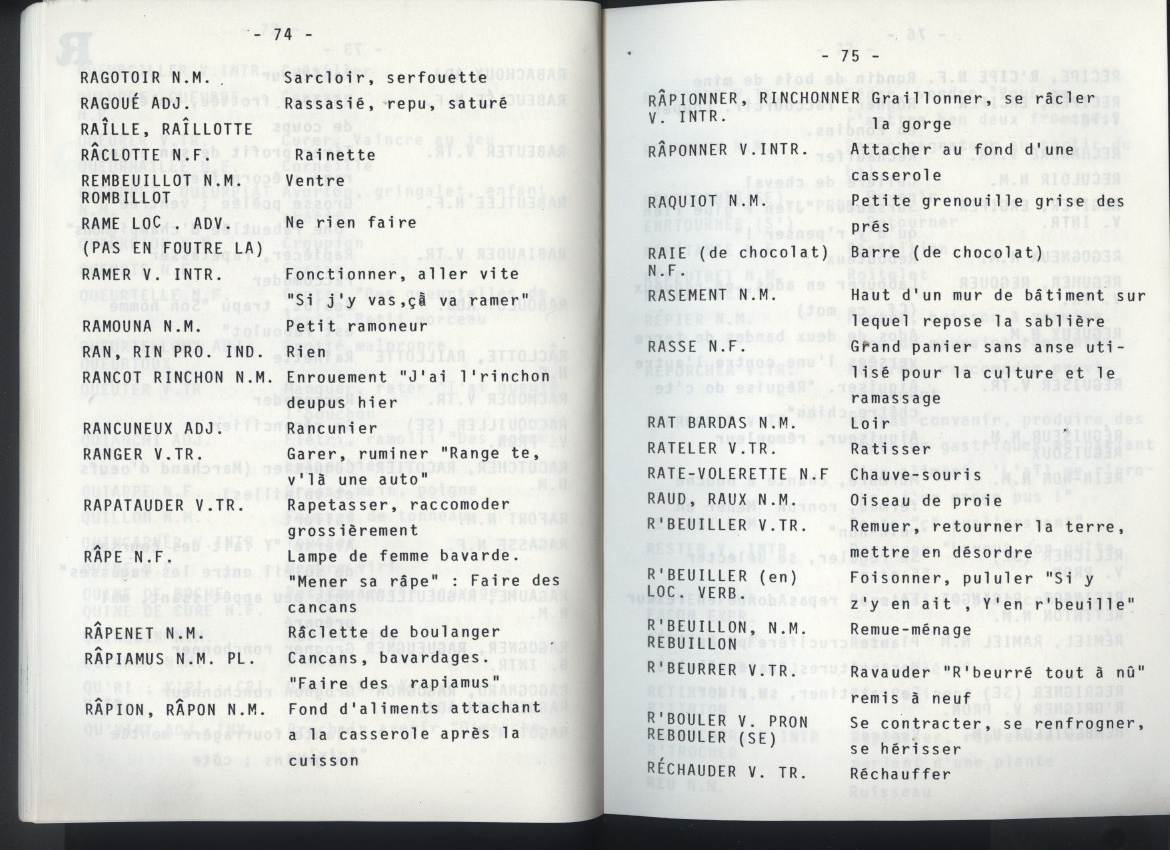 - 74 -
RAGOTOIR N.M. Sarcloir, serfouette
RAGOUÉ ADJ. Rassasié, repu, saturé
RAÎLLE, RAÎLLOTTE
RÂCLOTTE N.F. Rainette
REMBEUILLOT N.M. Ventre
ROMBILLOT
RAME LOC. ADV. Ne rien faire
(PAS EN FOUTRE LA)
RAMER V. INTR. Fonctionner, aller vite
"Si j'y vas,çâ va ramer"
RAMOUNA N.M. Petit ramoneur
RAN, RIN PRO. IND. Rien
RANCOT RINCHON N.M. Enrouement "J'ai l'rinchon
deupus hier
RANCUNEUX ADJ. Rancunier
RANGER V.TR. Garer, ruminer "Range te,
v'là une auto"
RAPATAUDER V.TR. Rapetasser, raccomoder
grossièrement
RÂPE N.F. Lampe de femme bavarde.
"Mener sa râpe" : Faire des
cancans
RÂPENET N.M. Râclette de boulanger
RÂPIAMUS N.M. PL. Cancans, bavardages.
"Faire des rapiamus"
RÂPION, RÂPON N.M. Fond d'aliments attachant
a la casserole après la
cuisson
- 75 -
RÂPIONNER, RINCHONNER Graillonner, se râcler
V. INTR. la gorge
RÂPONNER V.INTR. Attacher au fond d'une
casserole
RAQUIOT N.M. Petite grenouille grise des
prés
RAIE (de chocolat) Barre (de chocolat)
N.F.
RASEMENT N.M. Haut d'un mur de bâtiment sur
lequel repose la sablière
RASSE N.F. Grand panier sans anse uti-
lisé pour la culture et le
ramassage
RAT BARDAS N.M. Loir
RATELER V.TR. Ratisser
RATE-VOLERETTE N.F Chauve-souris
RAUD, RAUX N.M. Oiseau de proie
R'BEUILLER V.TR. Remuer,retourner la terre,
mettre en désordre
R'BEUILLER (en) Foisonner, pululer "Si y
LOC. VERB. z'y en ait , Y'en r'beuille"
R'BEUILLON, N.M. Remue-ménage
REBUILLON
R'BEURRER V.TR. Ravauder "R'beurré tout à nû"
remis à neuf
R'BOULER V. PRON Se contracter, se renfrogner,
REBOULER (SE) se hérisser
RÉCHAUDER V. TR. Réchauffer